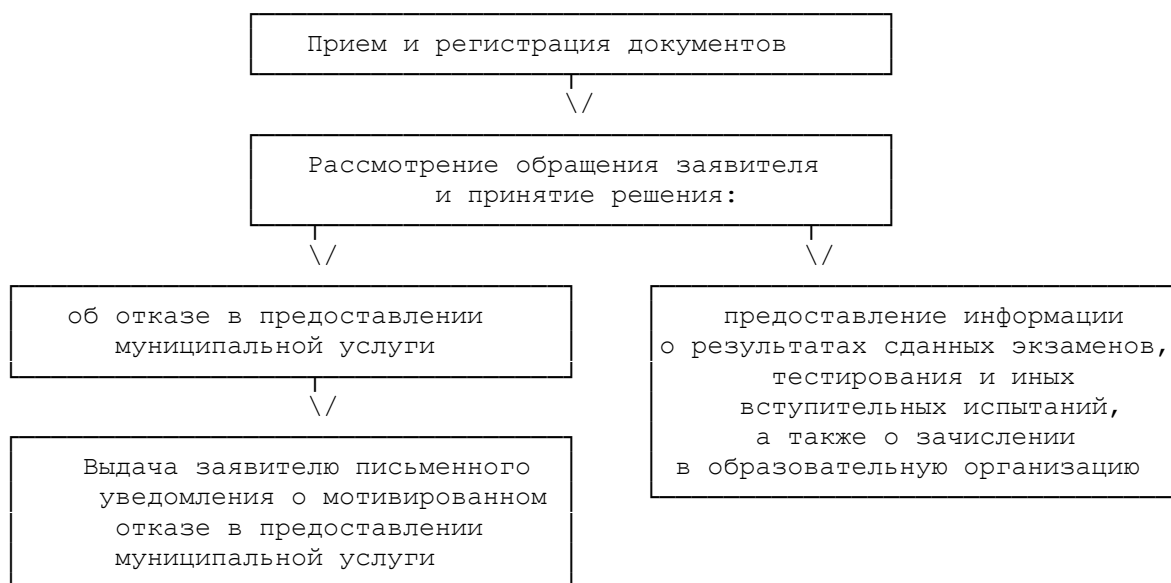 Прием и регистрация документов
Рассмотрение обращения заявителя
и принятие решения:
об отказе в предоставлении
муниципальной услуги
предоставление информации
о результатах сданных экзаменов,
тестирования и иных
вступительных испытаний,
а также о зачислении
в образовательную организацию
Выдача заявителю письменного
уведомления о мотивированном
отказе в предоставлении
муниципальной услуги